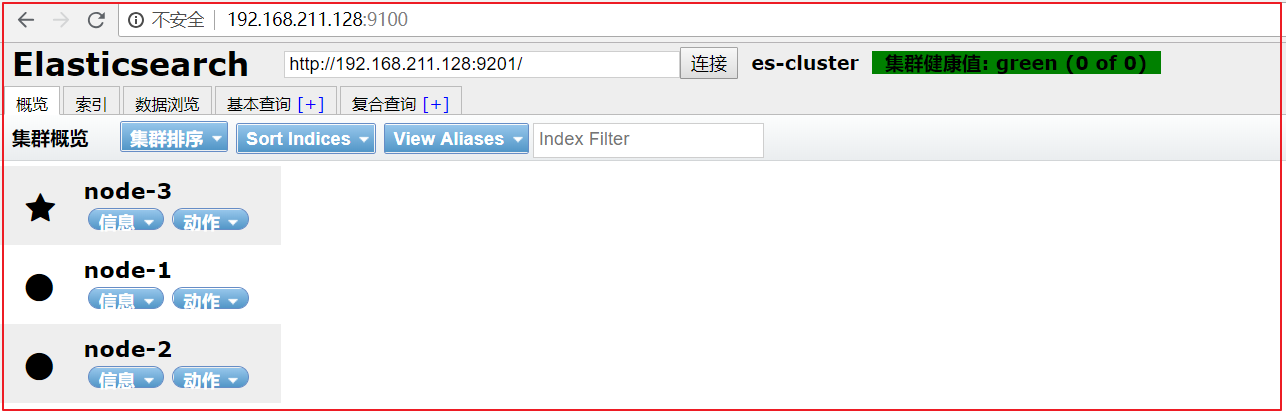 不安全 192.168.211.128:9100
Elasticsearch http://192.168.211.128:9201/ 连接 es-cluster 集群健康值: green (0 of 0)
概览 索引 数据浏览 基本查询 [+] 复合查询 [+]
集群概览 集群排序 Sort Indices View Aliases Index Filter
node-3
信息 动作
node-1
信息 动作
node-2
信息 动作